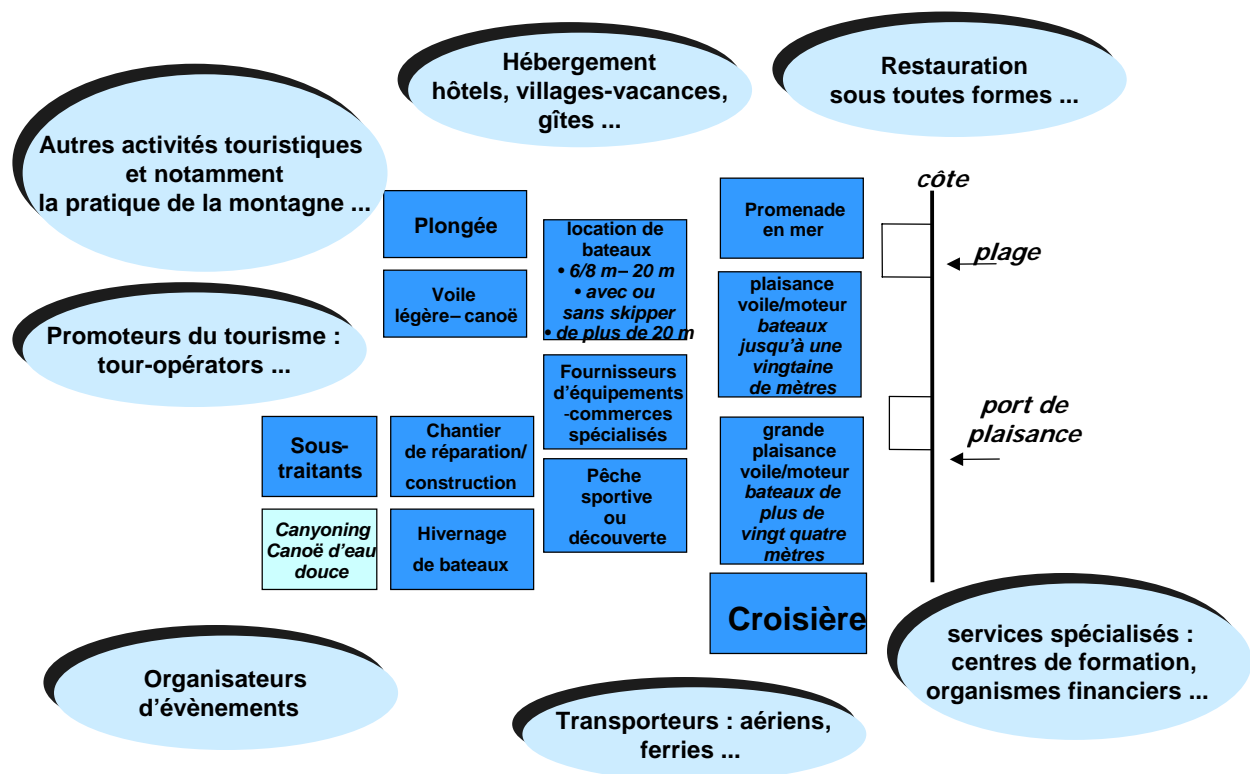 Hébergement
hôtels, villages-vacances,
gîtes ...
Restauration
sous toutes formes ...
Autres activités touristiques
et notamment
la pratique de la montagne ...
côte
plage
port de
plaisance
Plongée
location de
bateaux
• 6/8 m– 20 m
• avec ou
sans skipper
• de plus de 20 m
Promenade
en mer
Voile
légère– canoë
plaisance
voile/moteur
bateaux
jusqu'à une
vingtaine
de mètres
Promoteurs du tourisme :
tour-opérators ...
Fournisseurs
d'équipements
-commerces
spécialisés
Sous-
traitants
Chantier
de réparation/
construction
grande
plaisance
voile/moteur
bateaux de
plus de
vingt quatre
mètres
Pêche
sportive
ou
découverte
Canyoning
Canoë d'eau
douce
Hivernage
de bateaux
Croisière
services spécialisés :
centres de formation,
organismes financiers ...
Organisateurs
d'évènements
Transporteurs : aériens,
ferries ...